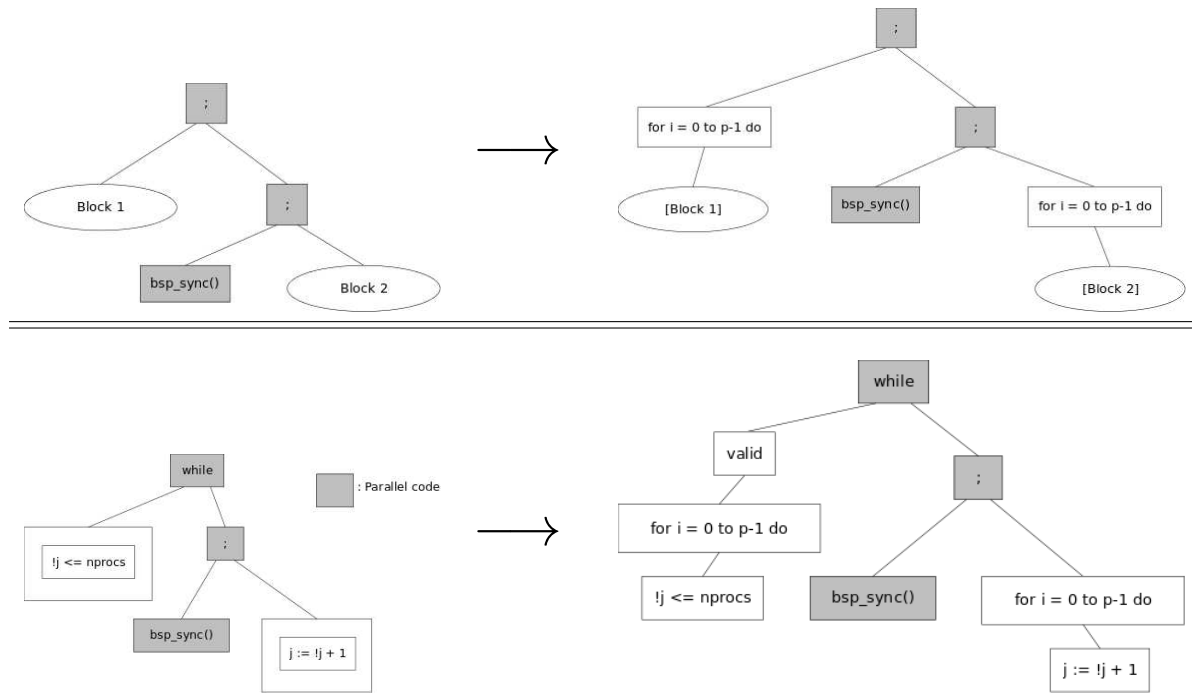 ;
;
for i = 0 to p-1 do
;
Block 1
;
[Block 1]
bsp_sync()
for i = 0 to p-1 do
bsp_sync()
Block 2
[Block 2]
while
while
valid
: Parallel code
;
for i = 0 to p-1 do
!j <= nprocs
;
!j <= nprocs
bsp_sync()
for i = 0 to p-1 do
bsp_sync()
j := !j + 1
j := !j + 1